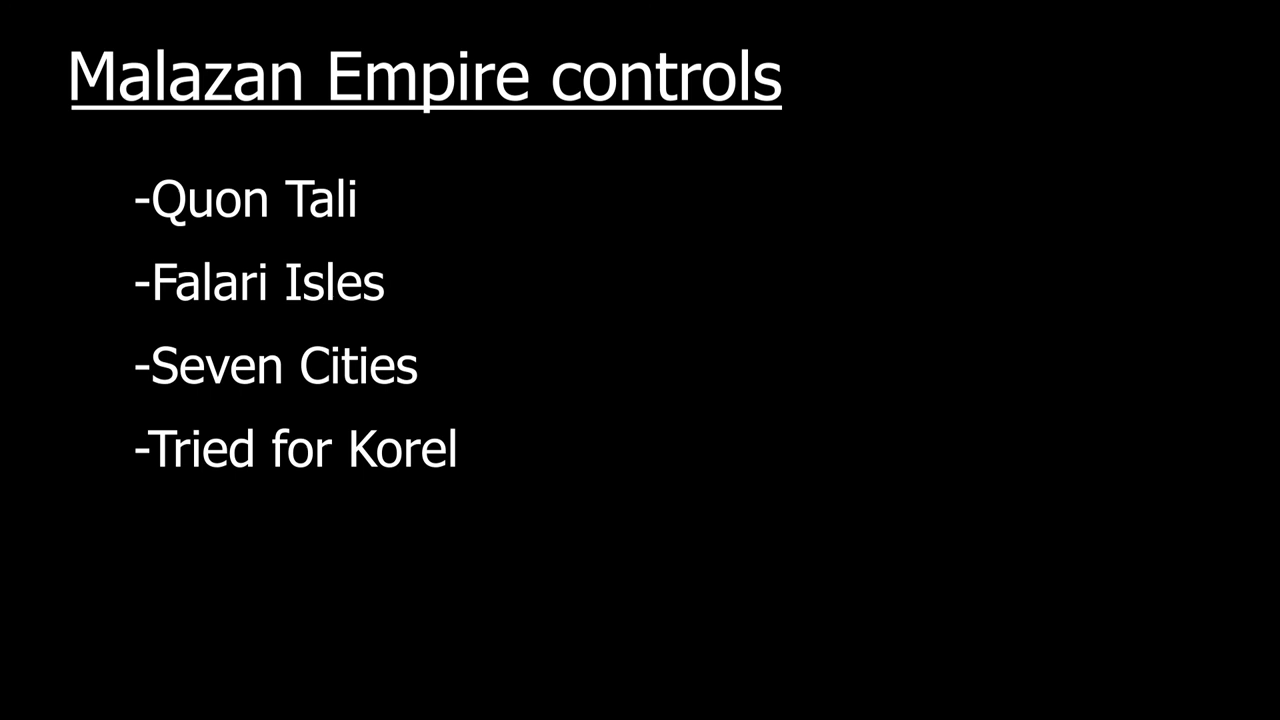 Malazan Empire controls
-Quon Tali
-Falari Isles
-Seven Cities
-Tried for Korel